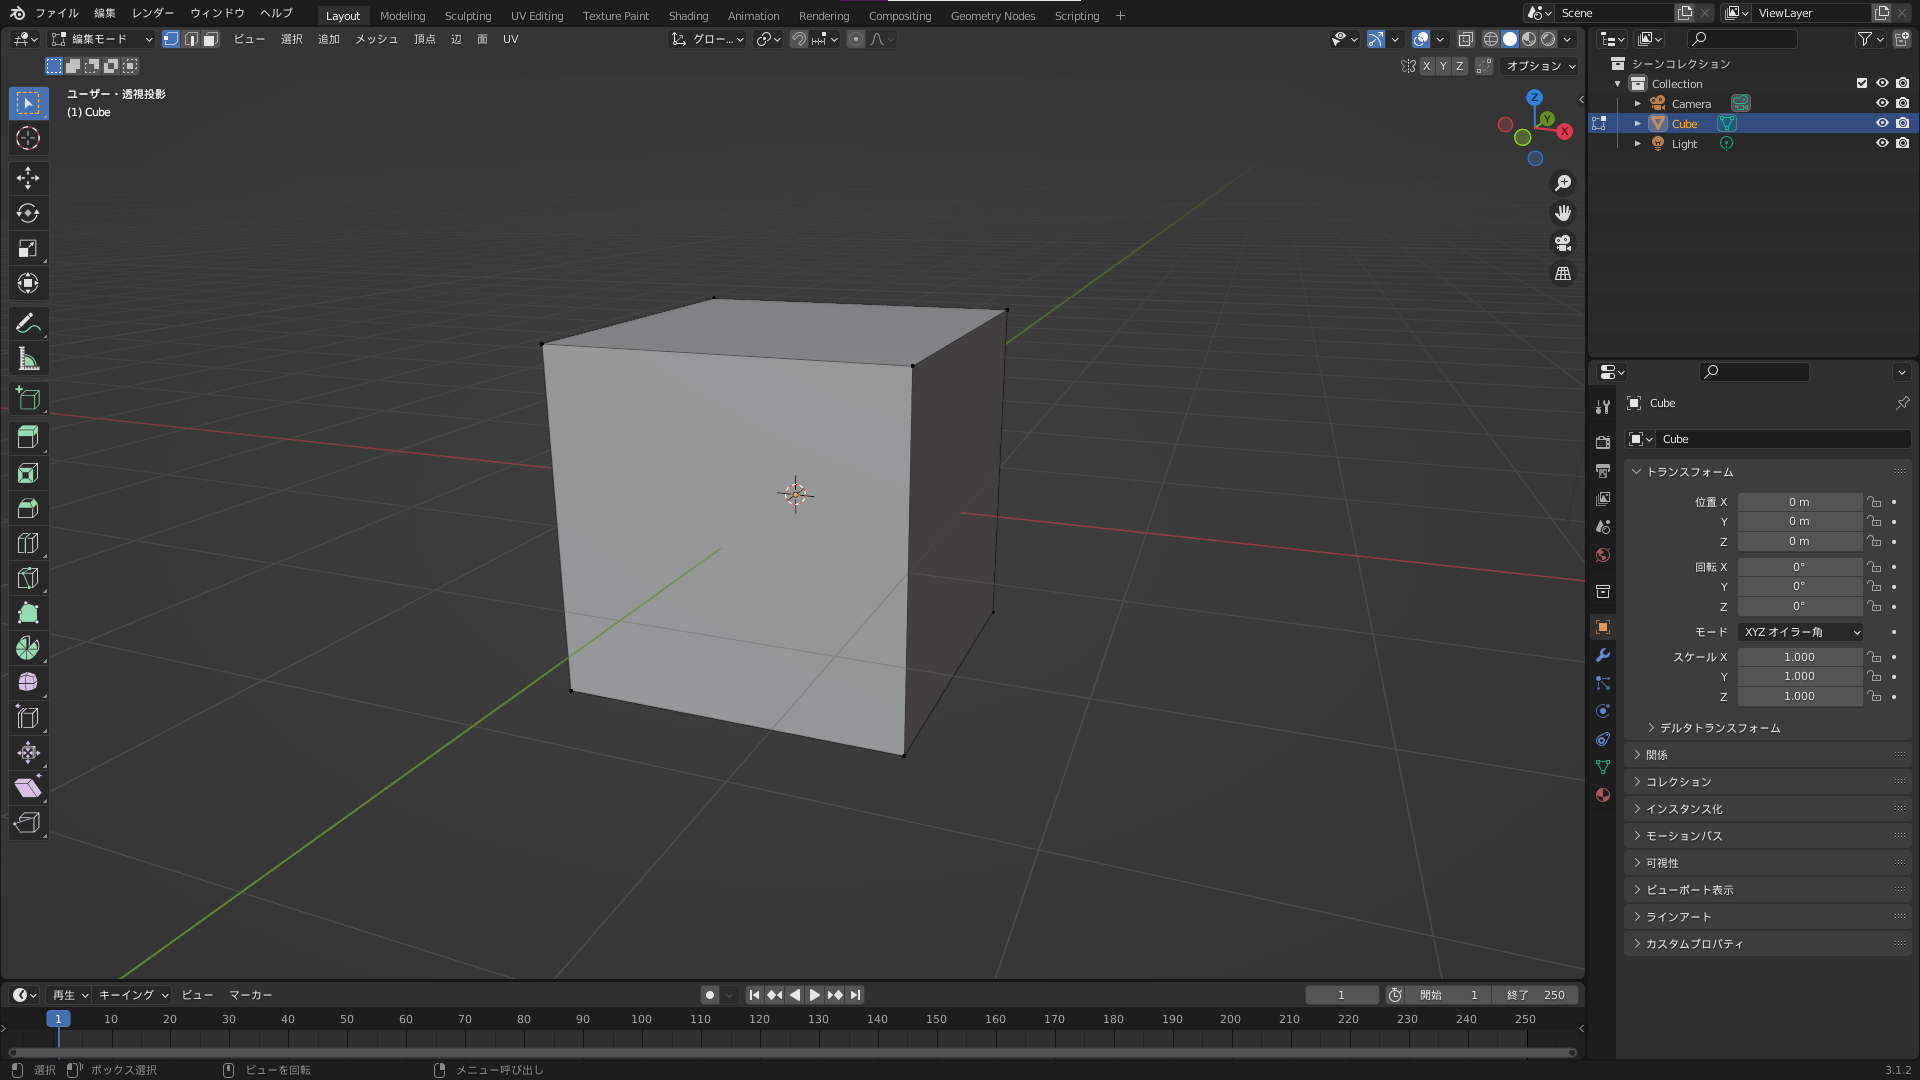 ファイル 編集 レンダー ウィンドウ ヘルプ Layout Modeling Sculpting UV Editing Texture Paint Shading Animation Rendering Compositing Geometry Nodes Scripting + Scene ViewLayer
編集モード ビュー 選択 追加 メッシュ 頂点 辺 面 UV グロー...
X Y Z オプション
ユーザー・透視投影
(1) Cube
Z
Y
X
シーンコレクション
Collection
Camera
Cube
Light
Cube
Cube
トランスフォーム
位置 X 0 m
Y 0 m
Z 0 m
回転 X 0°
Y 0°
Z 0°
モード XYZ オイラー角
スケール X 1.000
Y 1.000
Z 1.000
デルタトランスフォーム
関係
コレクション
インスタンス化
モーションパス
可視性
ビューポート表示
ラインアート
カスタムプロパティ
再生 キーイング ビュー マーカー 1 開始 1 終了 250
1 10 20 30 40 50 60 70 80 90 100 110 120 130 140 150 160 170 180 190 200 210 220 230 240 250
選択 ボックス選択 ビューを回転 メニュー呼び出し 3.1.2